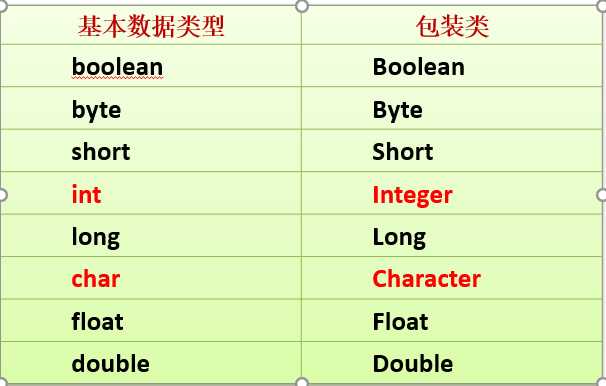 基本数据类型 包装类
boolean Boolean
byte Byte
short Short
int Integer
long Long
char Character
float Float
double Double